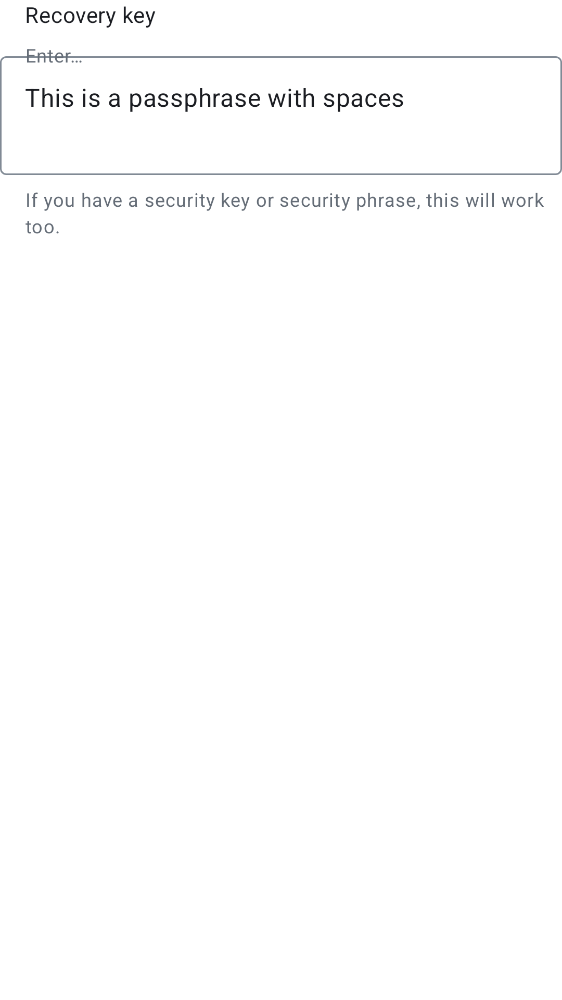 Recovery key
Enter…
This is a passphrase with spaces
If you have a security key or security phrase, this will work
too.